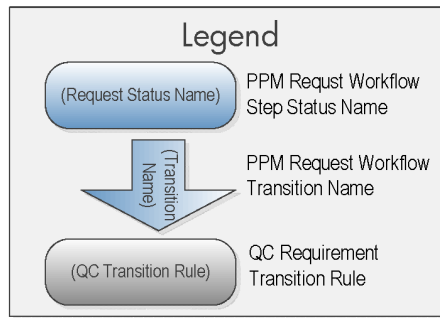 Legend
(Request Status Name)
PPM Requst Workflow
Step Status Name
(Transition
Name)
PPM Request Workflow
Transition Name
(QC Transition Rule)
QC Requirement
Transition Rule